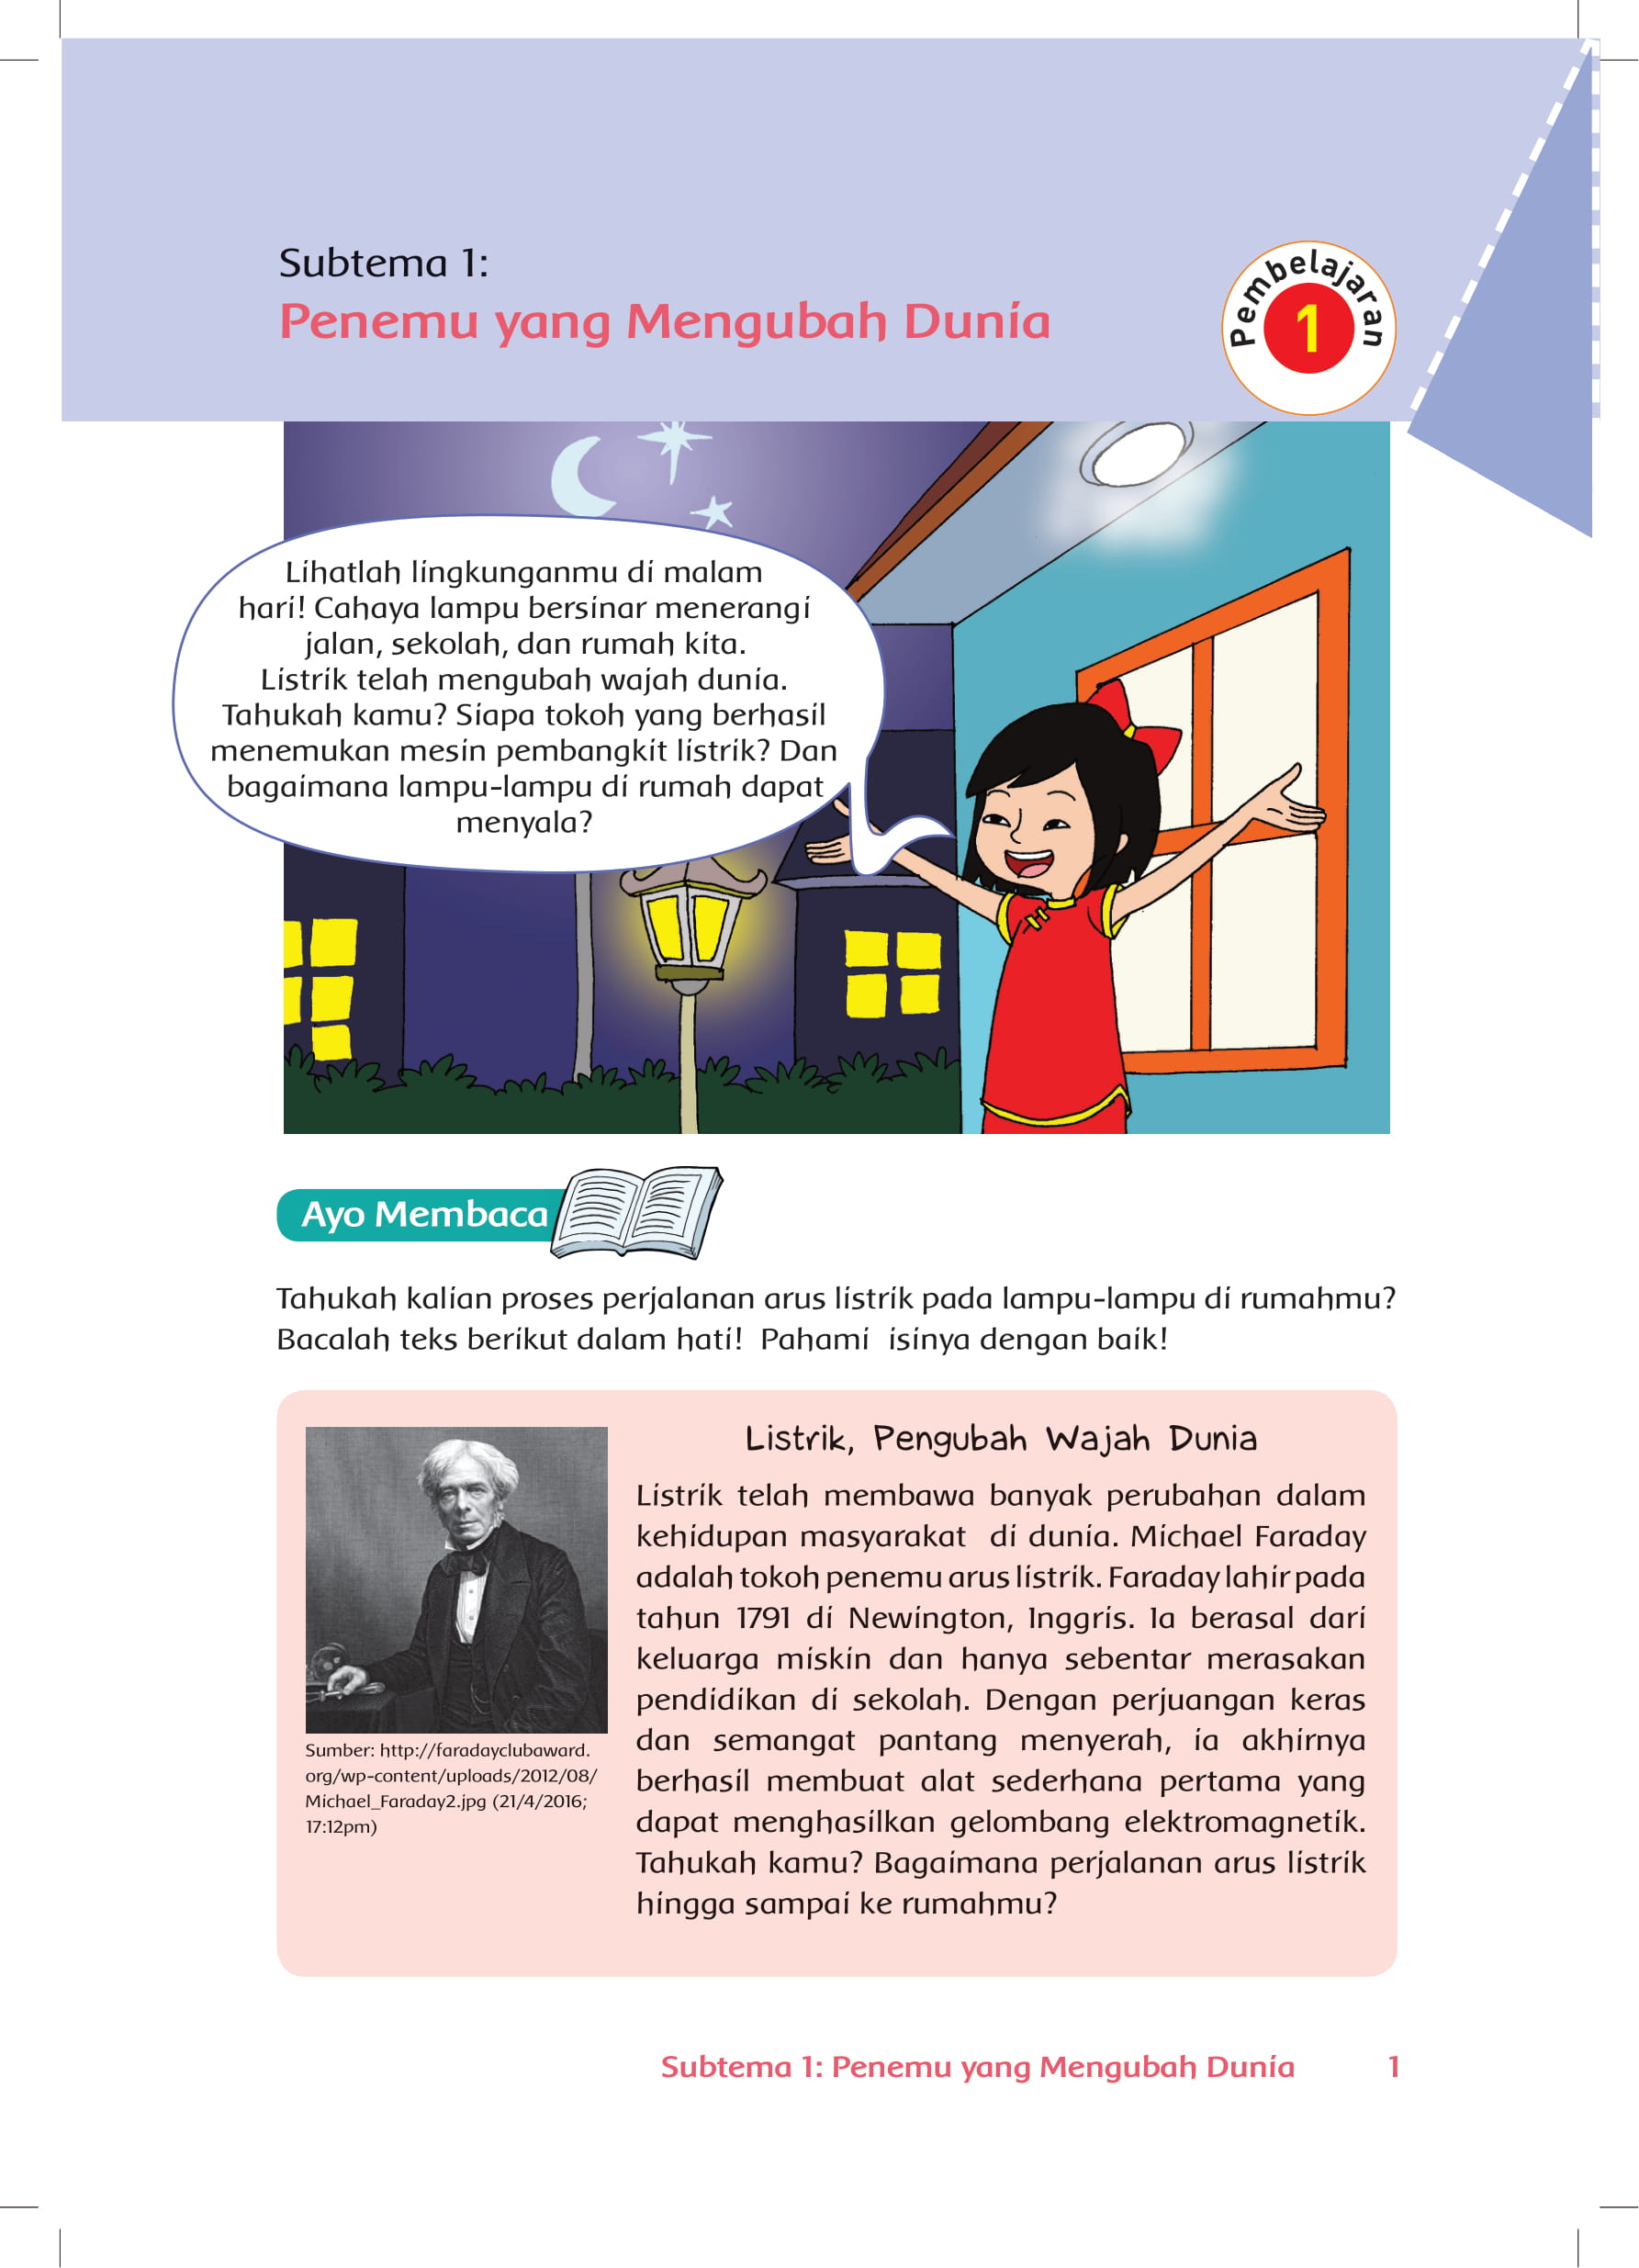 Subtema 1:
Penemu yang Mengubah Dunia
Pembelajaran
1
Lihatlah lingkunganmu di malam
hari! Cahaya lampu bersinar menerangi
jalan, sekolah, dan rumah kita.
Listrik telah mengubah wajah dunia.
Tahukah kamu? Siapa tokoh yang berhasil
menemukan mesin pembangkit listrik? Dan
bagaimana lampu-lampu di rumah dapat
menyala?
Ayo Membaca
Tahukah kalian proses perjalanan arus listrik pada lampu-lampu di rumahmu?
Bacalah teks berikut dalam hati!  Pahami  isinya dengan baik!
Listrik, Pengubah Wajah Dunia
Listrik telah membawa banyak perubahan dalam
kehidupan masyarakat  di dunia. Michael Faraday
adalah tokoh penemu arus listrik. Faraday lahir pada
tahun 1791 di Newington, Inggris. Ia berasal dari
keluarga miskin dan hanya sebentar merasakan
pendidikan di sekolah. Dengan perjuangan keras
dan semangat pantang menyerah, ia akhirnya
berhasil membuat alat sederhana pertama yang
dapat menghasilkan gelombang elektromagnetik.
Tahukah kamu? Bagaimana perjalanan arus listrik
hingga sampai ke rumahmu?
Sumber: http://faradayclubaward.
org/wp-content/uploads/2012/08/
Michael_Faraday2.jpg (21/4/2016;
17:12pm)
Subtema 1: Penemu yang Mengubah Dunia 1